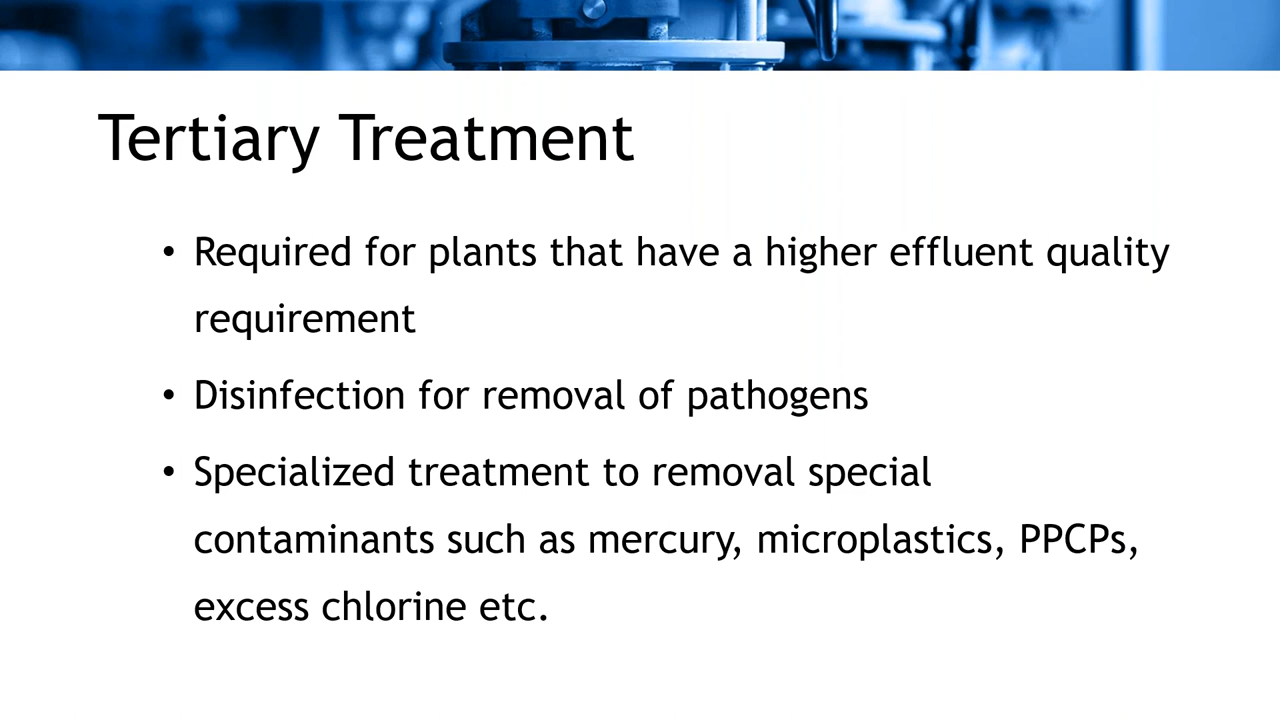 Tertiary Treatment
• Required for plants that have a higher effluent quality
requirement
• Disinfection for removal of pathogens
• Specialized treatment to removal special
contaminants such as mercury, microplastics, PPCPs,
excess chlorine etc.